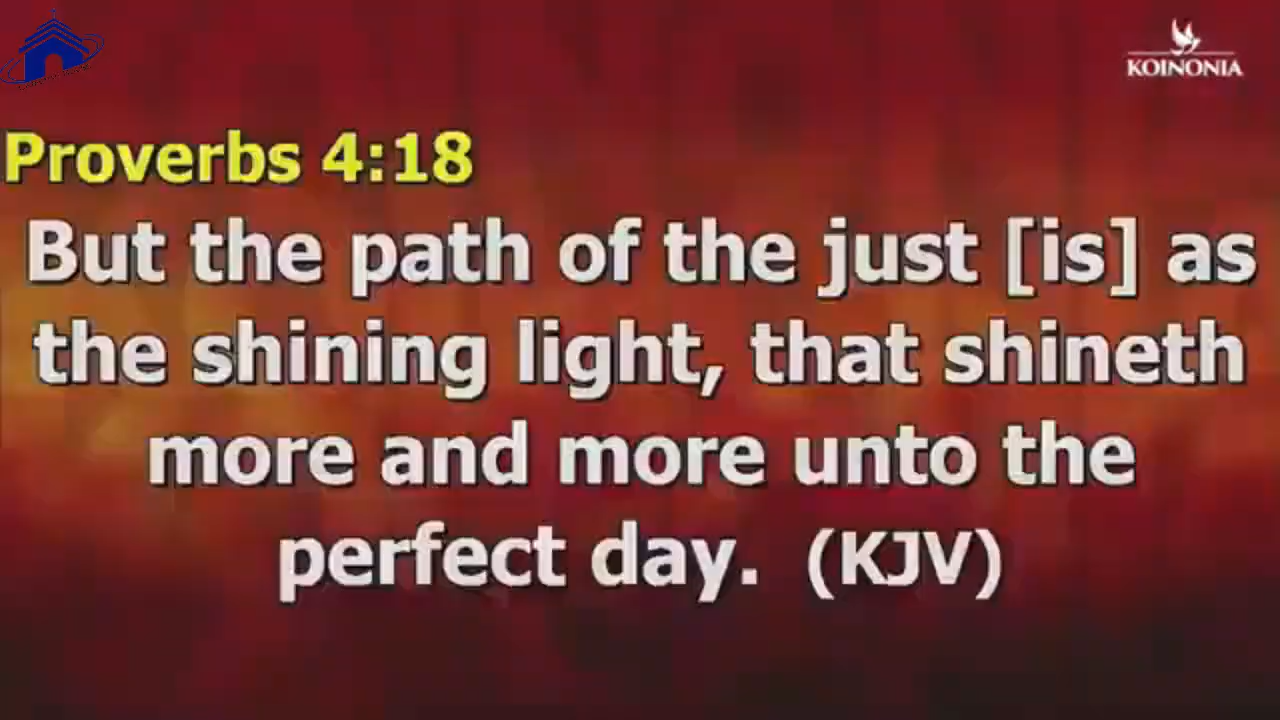 KOINONIA
Proverbs 4:18
But the path of the just [is] as
the shining light, that shineth
more and more unto the
perfect day. (KJV)